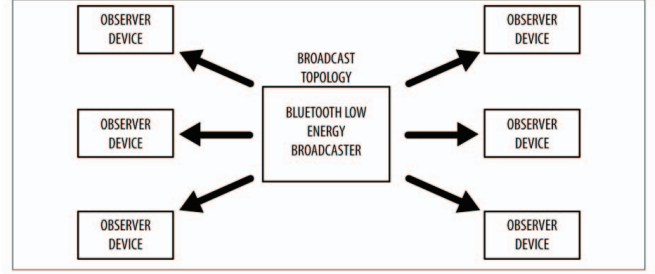 OBSERVER
DEVICE
OBSERVER
DEVICE
BROADCAST
TOPOLOGY
BLUETOOTH LOW
ENERGY
BROADCASTER
OBSERVER
DEVICE
OBSERVER
DEVICE
OBSERVER
DEVICE
OBSERVER
DEVICE